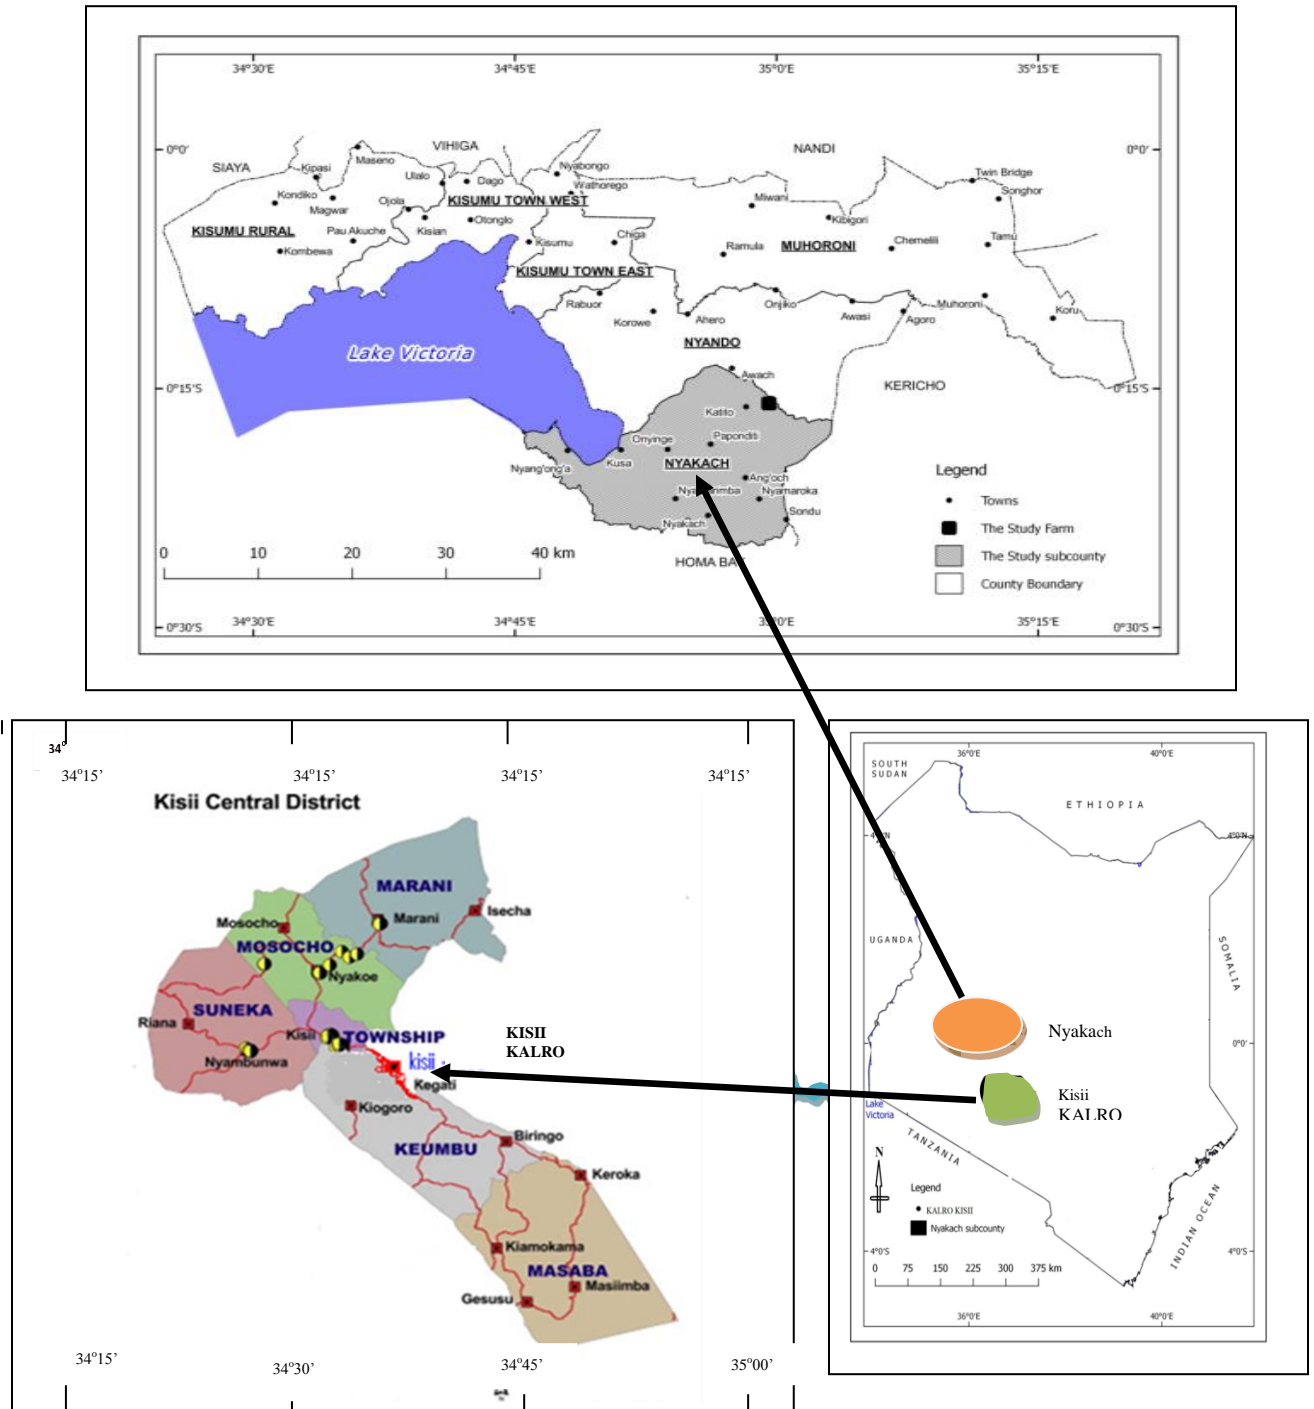 34°30'E 34°45'E 35°0'E 35°15'E
0°0' 0°0'
VIHIGA NANDI
SIAYA
Maseno
Kipasi
Nyabongo
Twin Bridge
Ulalo
Dago
Wathorego
Songhor
Kondiko
Magwar
Ojola
KISUMU TOWN WEST
Miwani
Otonglo
Kibigori
KISUMU RURAL
Pau Akuche
Kisian
Kisumu
Chiga
Ramula
MUHORONI
Chemelili
Tamu
Kombewa
KISUMU TOWN EAST
Rabuor
Onjiko
Muhoroni
Korowe
Ahero
Awasi
Agoro
Koru
NYANDO
Lake Victoria
0°15'S 0°15'S
Awach
KERICHO
Katito
Onyinge
Paponditi
Nyang'ong'a
Kusa
NYAKACH
Ang'och
Nyamaroka
Nyakach
Sondu
HOMA BAY
Legend
Towns
The Study Farm
The Study subcounty
County Boundary
0 10 20 30 40 km
0°30'S 0°30'S
34°30'E 34°45'E 35°0'E 35°15'E
34°
34°15' 34°15' 34°15' 34°15'
Kisii Central District
MARANI
Isecha
Marani
Mosocho
MOSOCHO
Nyakoe
SUNEKA
Riana
Kisii
TOWNSHIP
Nyambunwa
kisii
Kegati
KISII
KALRO
Kiogoro
Biringo
KEUMBU
Keroka
Kiamokama
MASABA
Masiimba
Gesusu
34°15' 34°30' 34°45' 35°00'
36°0'E 40°0'E
SOUTH
SUDAN
ETHIOPIA
4°0'N 4°0'N
UGANDA
SOMALIA
Nyakach
0°0'
Kisii
KALRO
Lake
Victoria
TANZANIA
N
INDIAN OCEAN
Legend
KALRO KISII
Nyakach subcounty
4°0'S 4°0'S
0 75 150 225 300 375 km
36°0'E 40°0'E